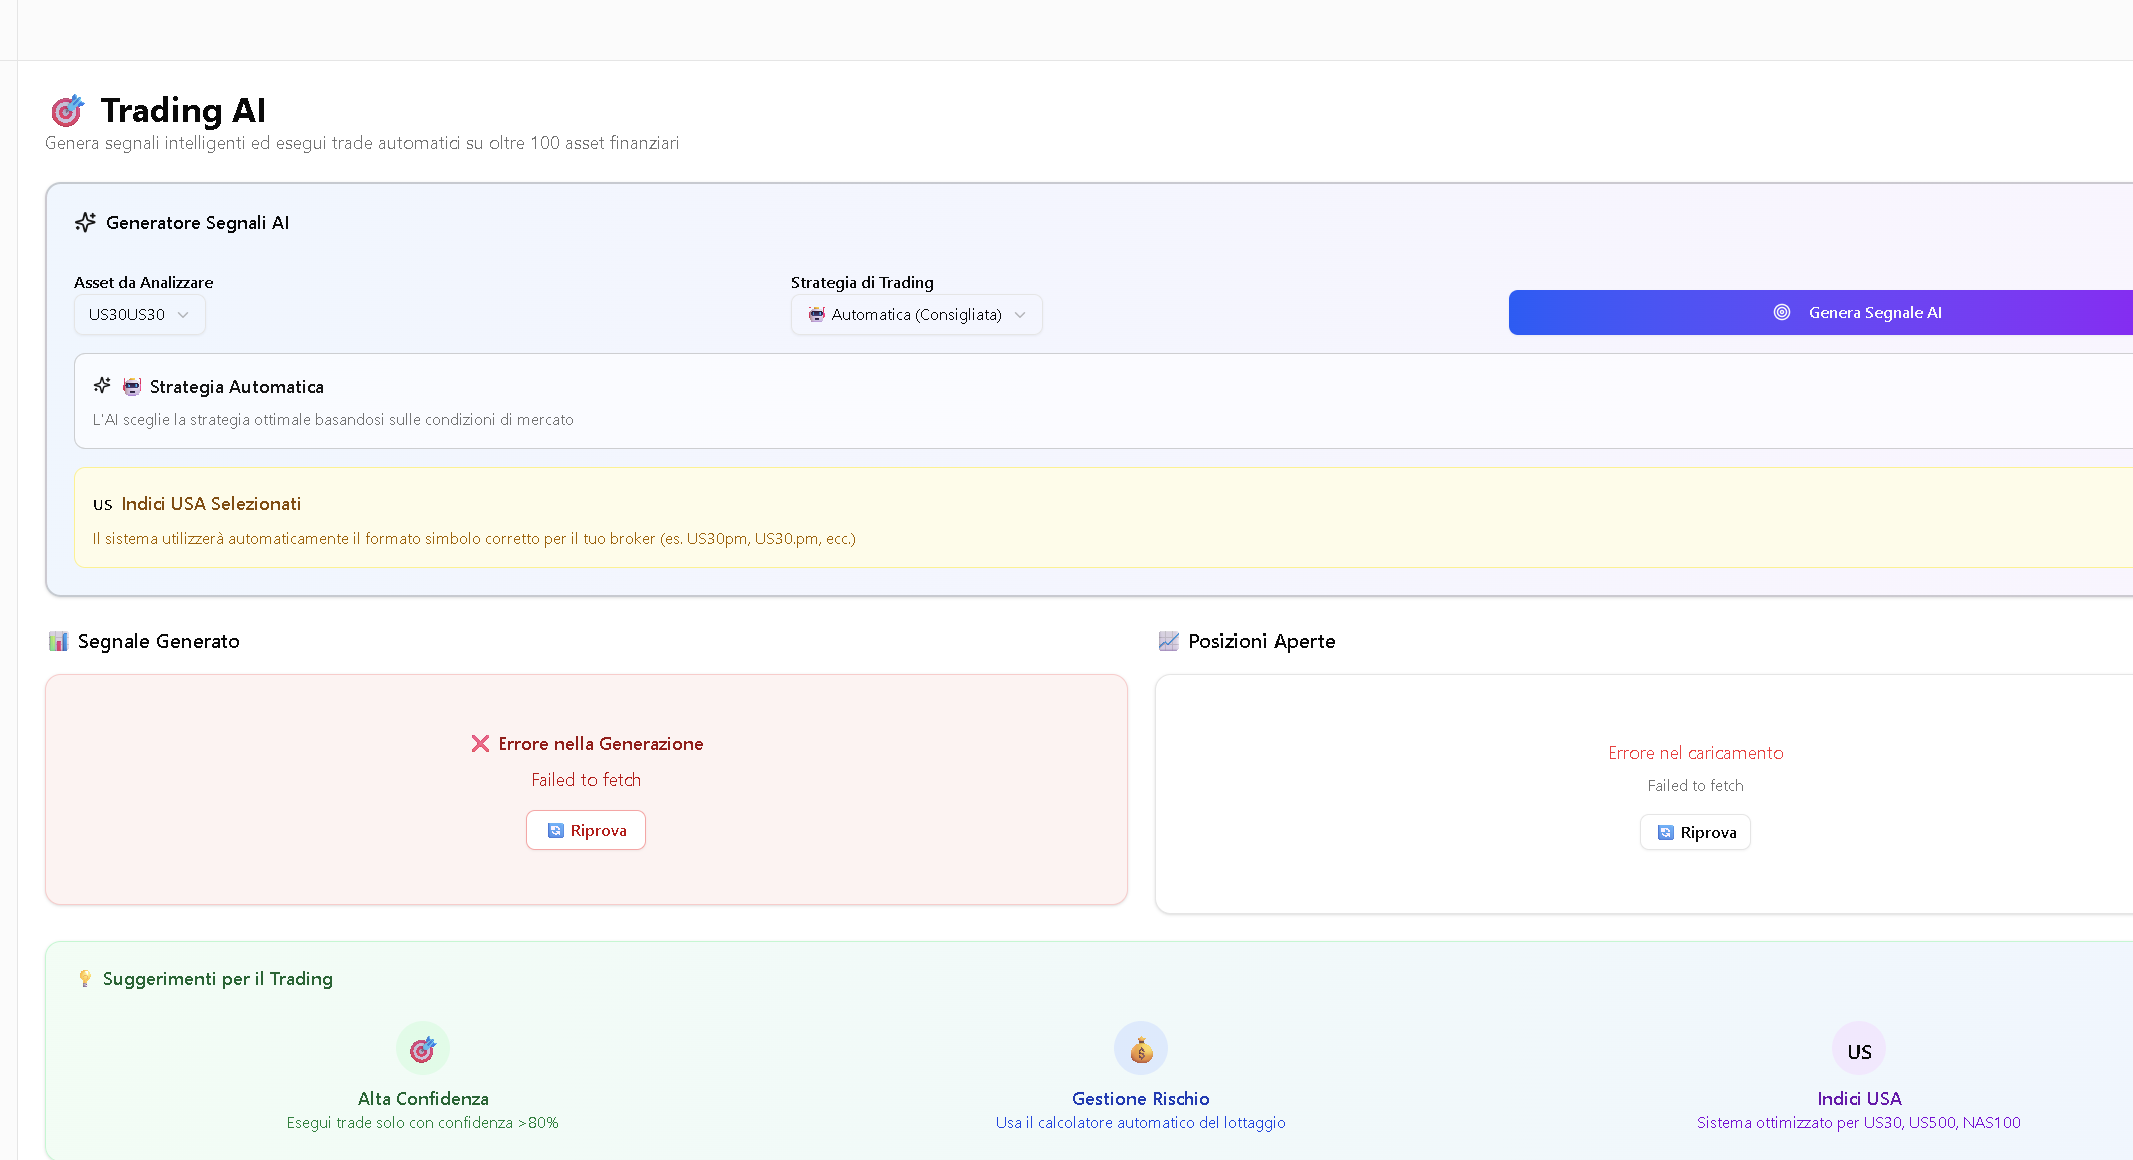 Trading AI
Genera segnali intelligenti ed esegui trade automatici su oltre 100 asset finanziari
Generatore Segnali AI
Asset da Analizzare
US30US30
Strategia di Trading
Automatica (Consigliata)
Genera Segnale AI
Strategia Automatica
L'AI sceglie la strategia ottimale basandosi sulle condizioni di mercato
US Indici USA Selezionati
Il sistema utilizzerà automaticamente il formato simbolo corretto per il tuo broker (es. US30pm, US30.pm, ecc.)
Segnale Generato
Errore nella Generazione
Failed to fetch
Riprova
Posizioni Aperte
Errore nel caricamento
Failed to fetch
Riprova
Suggerimenti per il Trading
Alta Confidenza
Esegui trade solo con confidenza >80%
Gestione Rischio
Usa il calcolatore automatico del lottaggio
US
Indici USA
Sistema ottimizzato per US30, US500, NAS100